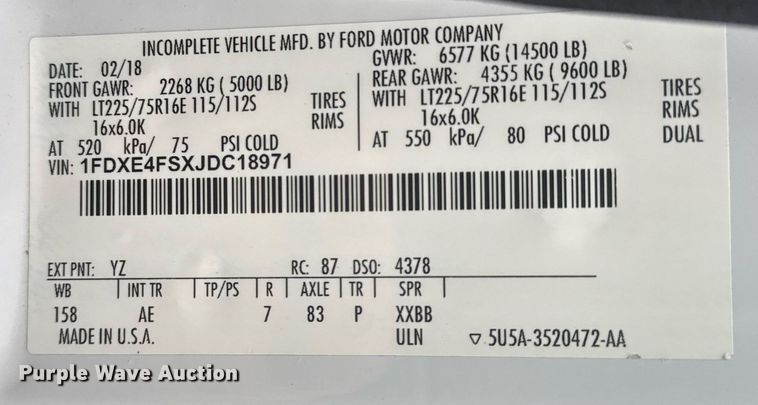 INCOMPLETE VEHICLE MFD. BY FORD MOTOR COMPANY
DATE: 02/18 GVWR: 6577 KG (14500 LB)
FRONT GAWR: 2268 KG ( 5000 LB) REAR GAWR: 4355 KG ( 9600 LB)
WITH LT225/75R16E 115/112S TIRES WITH LT225/75R16E 115/112S TIRES
16x6.0K RIMS 16x6.0K RIMS
AT 520 kPa/ 75 PSI COLD AT 550 kPa/ 80 PSI COLD DUAL
VIN: 1FDXE4FSXJDC18971
EXT PNT: YZ RC: 87 DSO: 4378
WB INT TR TP/PS R AXLE TR SPR
158 AE 7 83 P XXBB
MADE IN U.S.A. ULN ▽ 5U5A-3520472-AA
Purple Wave Auction